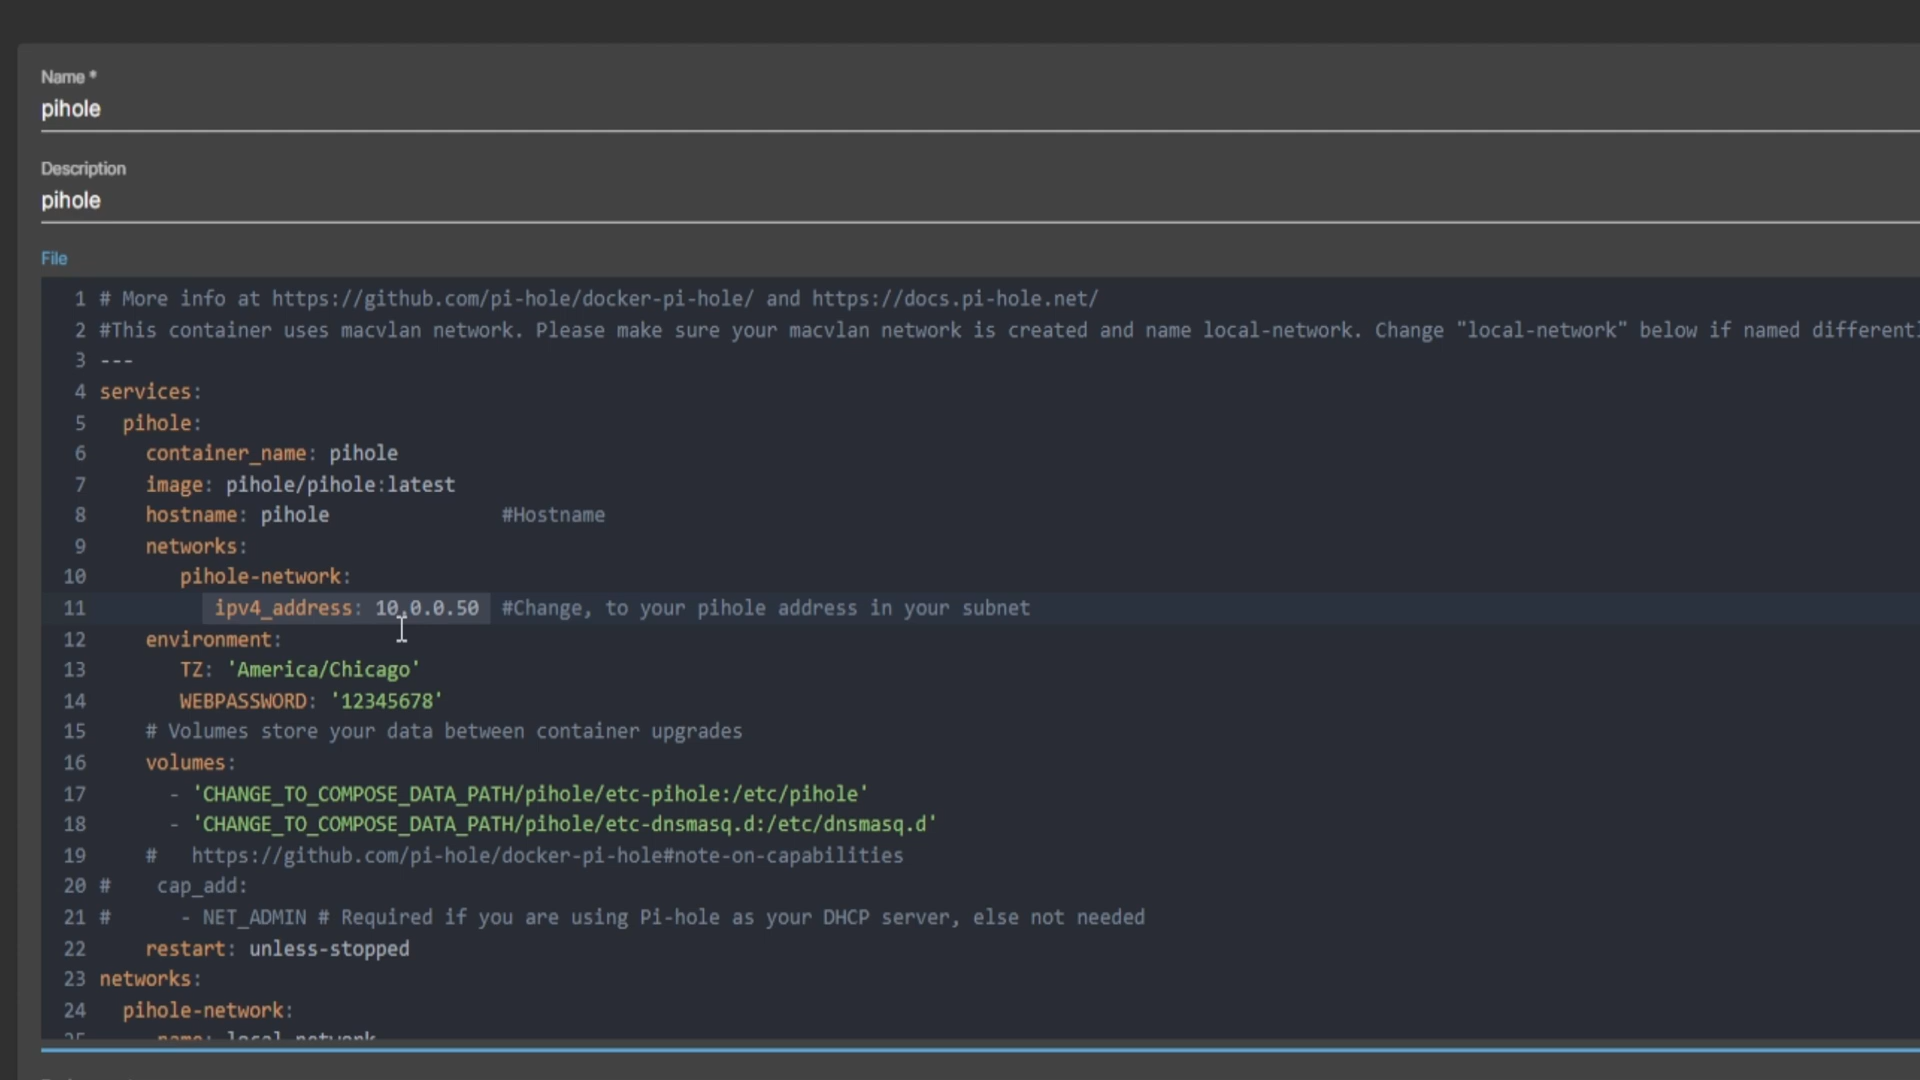 Name *
pihole
Description
pihole
File
1 # More info at https://github.com/pi-hole/docker-pi-hole/ and https://docs.pi-hole.net/
2 #This container uses macvlan network. Please make sure your macvlan network is created and name local-network. Change "local-network" below if named
3 ---
4 services:
5 pihole:
6 container_name: pihole
7 image: pihole/pihole:latest
8 hostname: pihole #Hostname
9 networks:
10 pihole-network:
11 ipv4_address: 10.0.0.50 #Change, to your pihole address in your subnet
12 environment:
13 TZ: 'America/Chicago'
14 WEBPASSWORD: '12345678'
15 # Volumes store your data between container upgrades
16 volumes:
17 - 'CHANGE_TO_COMPOSE_DATA_PATH/pihole/etc-pihole:/etc/pihole'
18 - 'CHANGE_TO_COMPOSE_DATA_PATH/pihole/etc-dnsmasq.d:/etc/dnsmasq.d'
19 # https://github.com/pi-hole/docker-pi-hole#note-on-capabilities
20 # cap_add:
21 # - NET_ADMIN # Required if you are using Pi-hole as your DHCP server, else not needed
22 restart: unless-stopped
23 networks:
24 pihole-network:
25 name: local-network